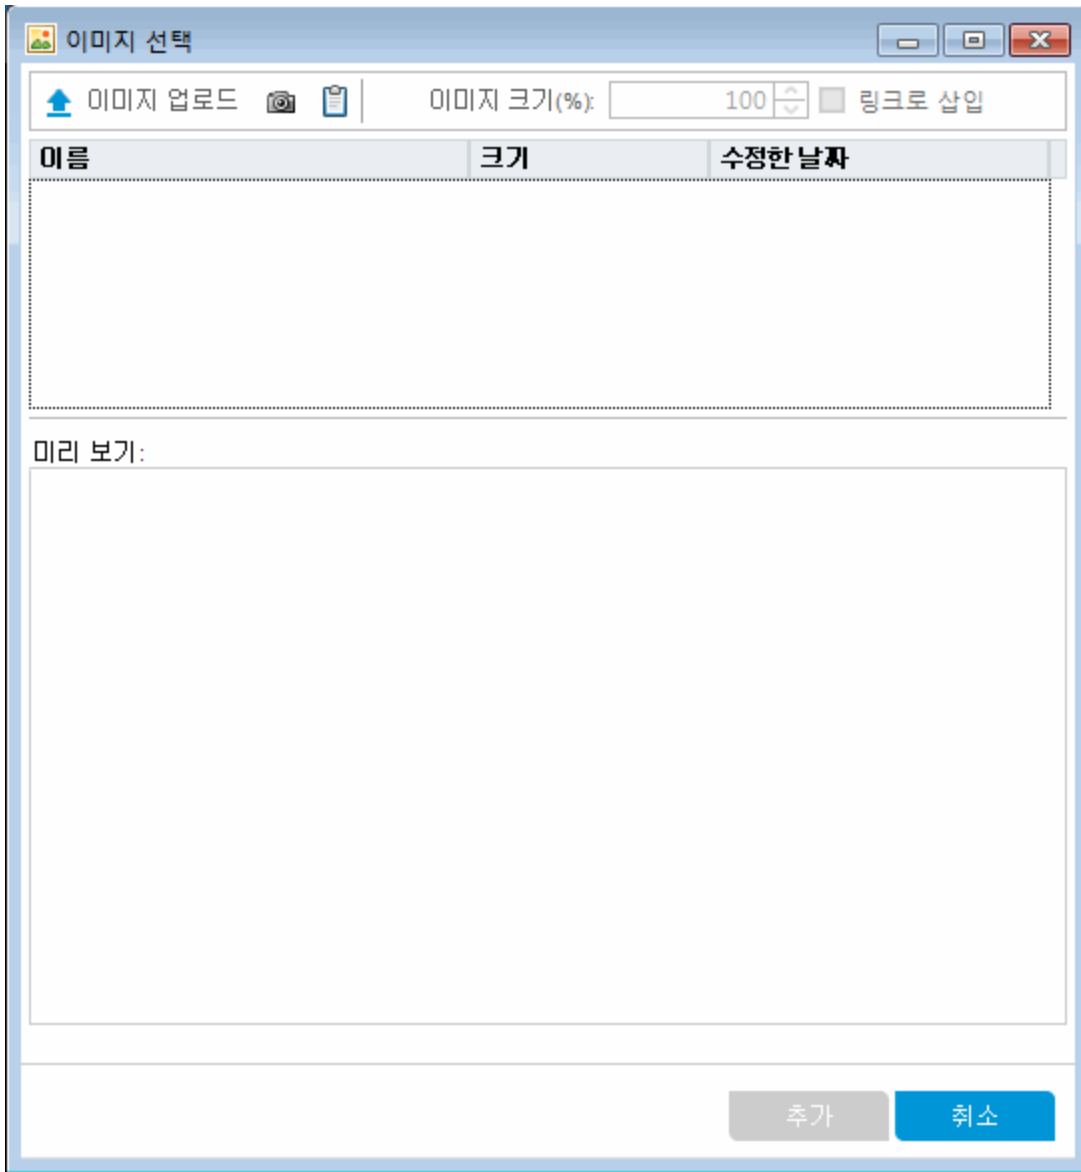 이미지 선택
이미지 업로드 이미지 크기(%): 100 링크로 삽입
이름 크기 수정한 날짜
미리 보기:
추가 취소